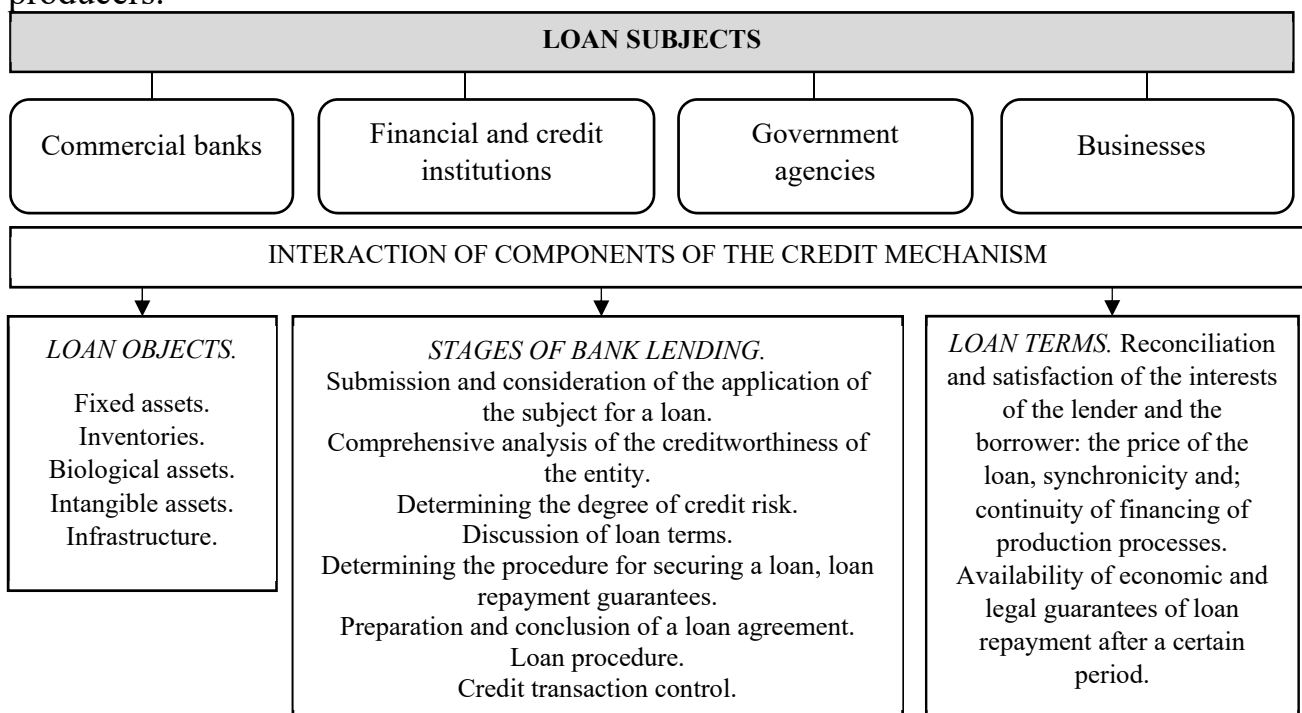 producers.
LOAN SUBJECTS
Commercial banks
Financial and credit
institutions
Government
agencies
Businesses
INTERACTION OF COMPONENTS OF THE CREDIT MECHANISM
LOAN OBJECTS.
Fixed assets.
Inventories.
Biological assets.
Intangible assets.
Infrastructure.
STAGES OF BANK LENDING.
Submission and consideration of the application of
the subject for a loan.
Comprehensive analysis of the creditworthiness of
the entity.
Determining the degree of credit risk.
Discussion of loan terms.
Determining the procedure for securing a loan, loan
repayment guarantees.
Preparation and conclusion of a loan agreement.
Loan procedure.
Credit transaction control.
LOAN TERMS. Reconciliation
and satisfaction of the interests
of the lender and the
borrower: the price of the
loan, synchronicity and;
continuity of financing of
production processes.
Availability of economic and
legal guarantees of loan
repayment after a certain
period.